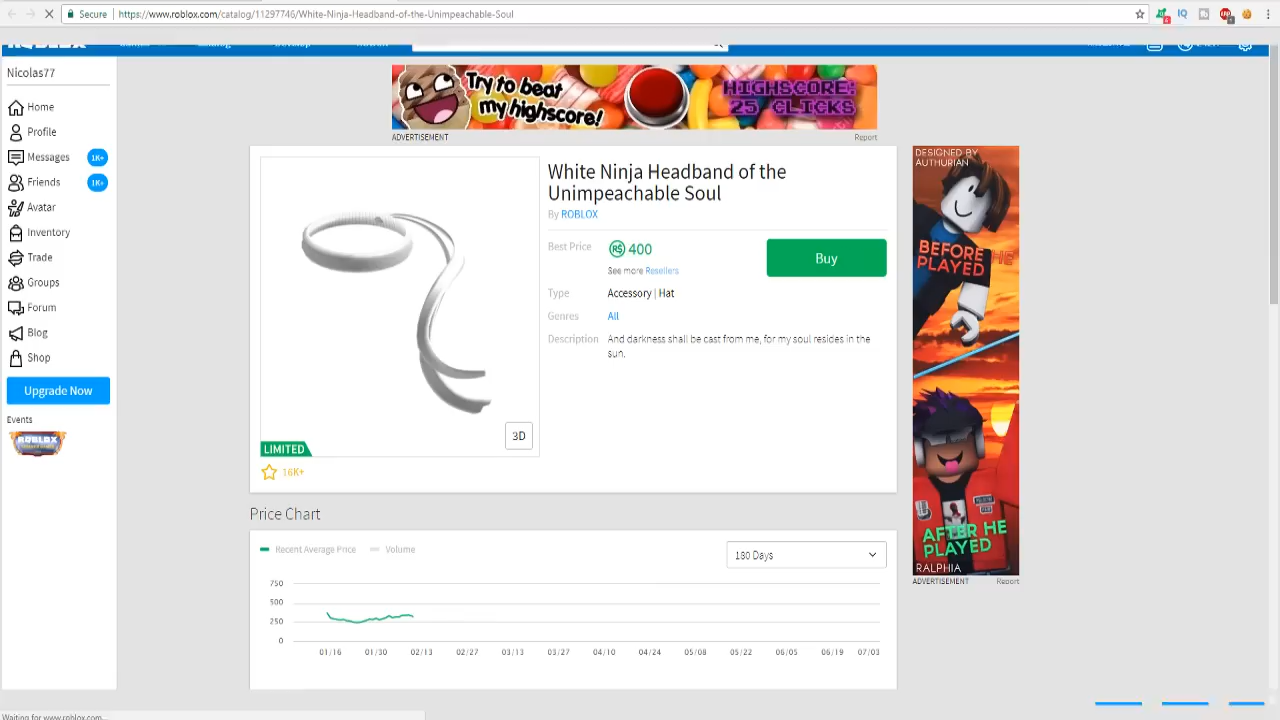 Secure
https://www.roblox.com/catalog/11297746/White-Ninja-Headband-of-the-Unimpeachable-Soul
Nicolas77
Home
Profile
Messages 1K+
Friends 1K+
Avatar
Inventory
Trade
Groups
Forum
Blog
Shop
Upgrade Now
Events
ROBLOX
Try to beat
my highscore!
HIGHSCORE:
25 CLICKS
ADVERTISEMENT
Report
White Ninja Headband of the
Unimpeachable Soul
By ROBLOX
Best Price
R$ 400
Buy
See more Resellers
Type
Accessory | Hat
Genres
All
Description
And darkness shall be cast from me, for my soul resides in the
sun.
3D
LIMITED
16K+
Price Chart
Recent Average Price
Volume
180 Days
750
500
250
0
01/16 01/30 02/13 02/27 03/13 03/27 04/10 04/24 05/08 05/22 06/05 06/19 07/03
DESIGNED BY
AUTHURIAN
BEFORE HE
PLAYED
AFTER HE
PLAYED
RALPHIA
ADVERTISEMENT
Report
Waiting for www.roblox.com...